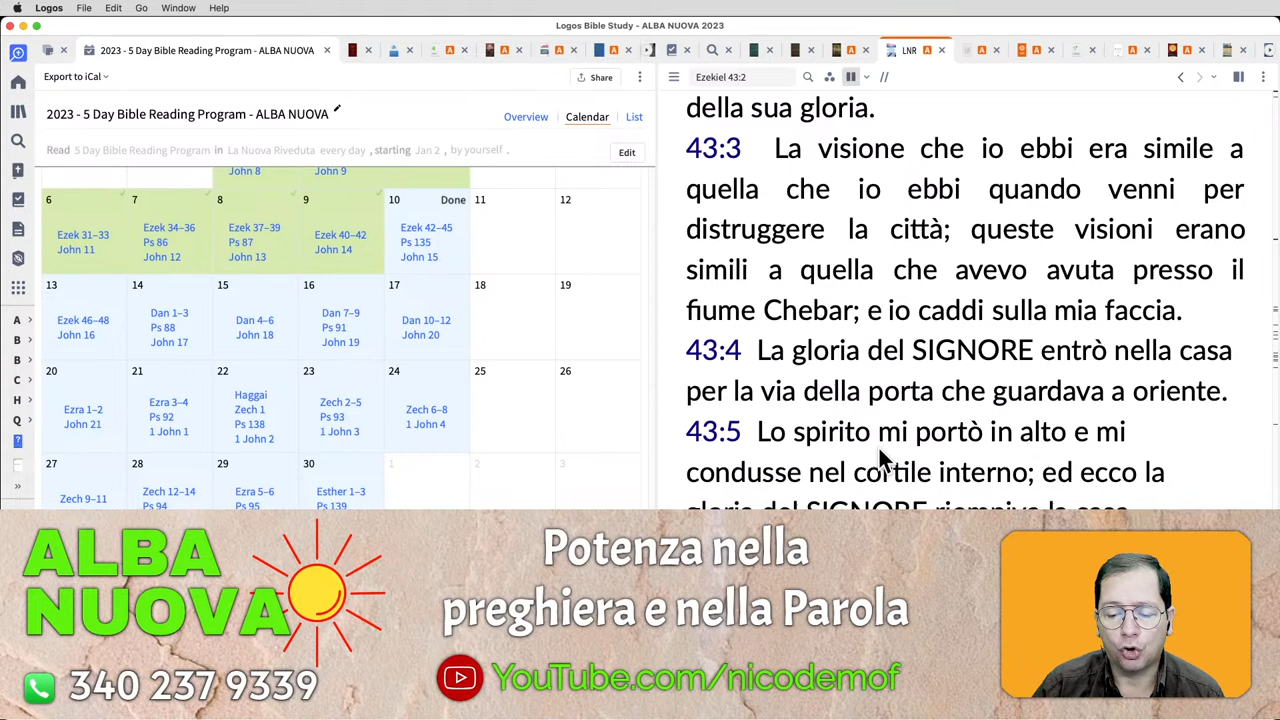 Logos File Edit Go Window Help
Logos Bible Study - ALBA NUOVA 2023
2023 - 5 Day Bible Reading Program - ALBA NUOVA
LNR
Export to iCal
Share
Ezekiel 43:2
2023 - 5 Day Bible Reading Program - ALBA NUOVA
Overview Calendar List
Read 5 Day Bible Reading Program in La Nuova Riveduta every day , starting Jan 2 , by yourself .
Edit
John 8 John 9
6 7 8 9 10 Done 11 12
Ezek 31–33
John 11
Ezek 34–36
Ps 86
John 12
Ezek 37–39
Ps 87
John 13
Ezek 40–42
John 14
Ezek 42–45
Ps 135
John 15
13 14 15 16 17 18 19
Ezek 46–48
John 16
Dan 1–3
Ps 88
John 17
Dan 4–6
John 18
Dan 7–9
Ps 91
John 19
Dan 10–12
John 20
20 21 22 23 24 25 26
Ezra 1–2
John 21
Ezra 3–4
Ps 92
1 John 1
Haggai
Zech 1
Ps 138
1 John 2
Zech 2–5
Ps 93
1 John 3
Zech 6–8
1 John 4
27 28 29 30 1 2 3
Zech 9–11
Zech 12–14
Ps 94
Ezra 5–6
Ps 95
Esther 1–3
Ps 139
A
B
B
C
H
Q
?
della sua gloria.
43:3 La visione che io ebbi era simile a
quella che io ebbi quando venni per
distruggere la città; queste visioni erano
simili a quella che avevo avuta presso il
fiume Chebar; e io caddi sulla mia faccia.
43:4 La gloria del SIGNORE entrò nella casa
per la via della porta che guardava a oriente.
43:5 Lo spirito mi portò in alto e mi
condusse nel cortile interno; ed ecco la
gloria del SIGNORE riempiva la casa
ALBA
NUOVA
340 237 9339
Potenza nella
preghiera e nella Parola
YouTube.com/nicodemof